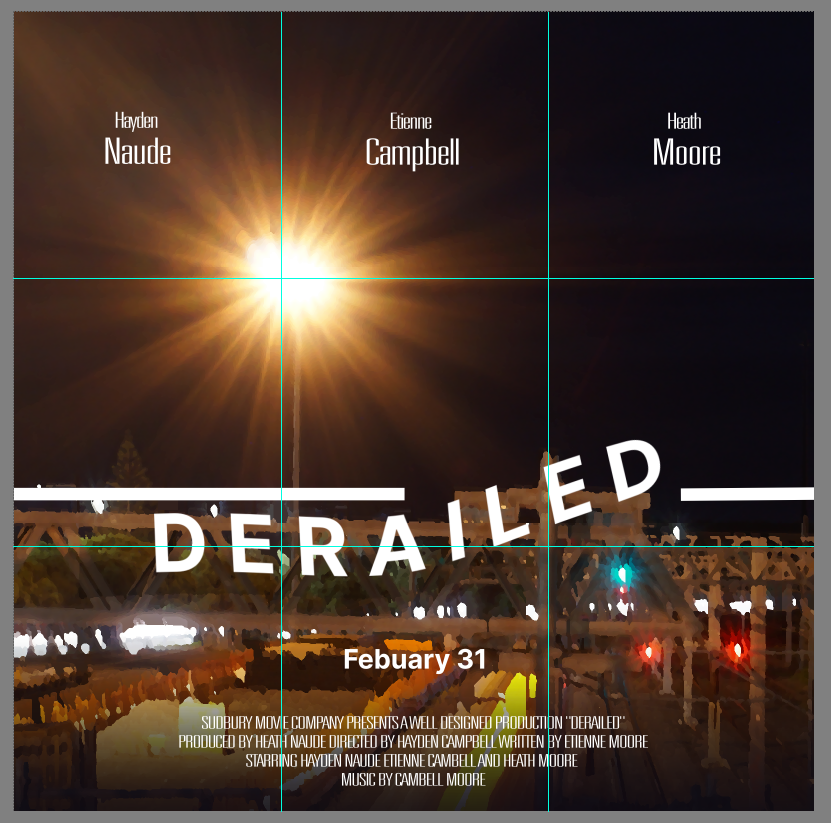 Hayden
Naude
Etienne
Campbell
Heath
Moore
DERAILED
Febuary 31
SUDBURY MOVIE COMPANY PRESENTS A WELL DESIGNED PRODUCTION "DERAILED"
PRODUCED BY HEATH NAUDE DIRECTED BY HAYDEN CAMPBELL WRITTEN BY ETIENNE MOORE
STARRING HAYDEN NAUDE ETIENNE CAMBELL AND HEATH MOORE
MUSIC BY CAMBELL MOORE